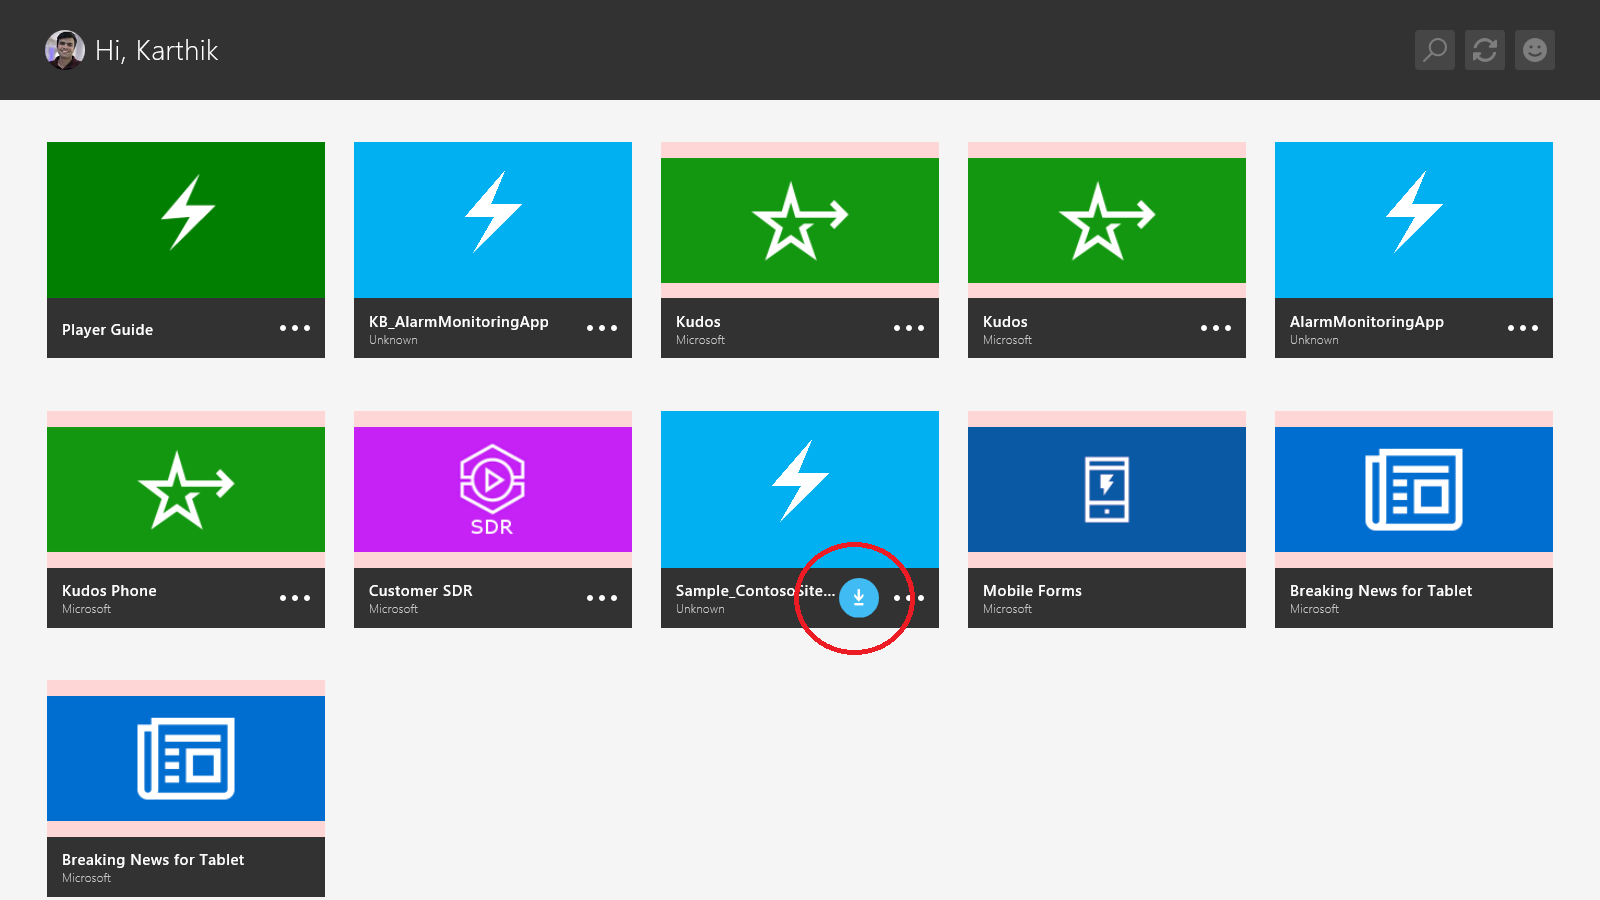 Hi, Karthik
Player Guide
KB_AlarmMonitoringApp
Unknown
Kudos
Microsoft
Kudos
Microsoft
AlarmMonitoringApp
Unknown
Kudos Phone
Microsoft
SDR
Customer SDR
Microsoft
Sample_ContosoSite...
Unknown
Mobile Forms
Microsoft
Breaking News for Tablet
Microsoft
Breaking News for Tablet
Microsoft